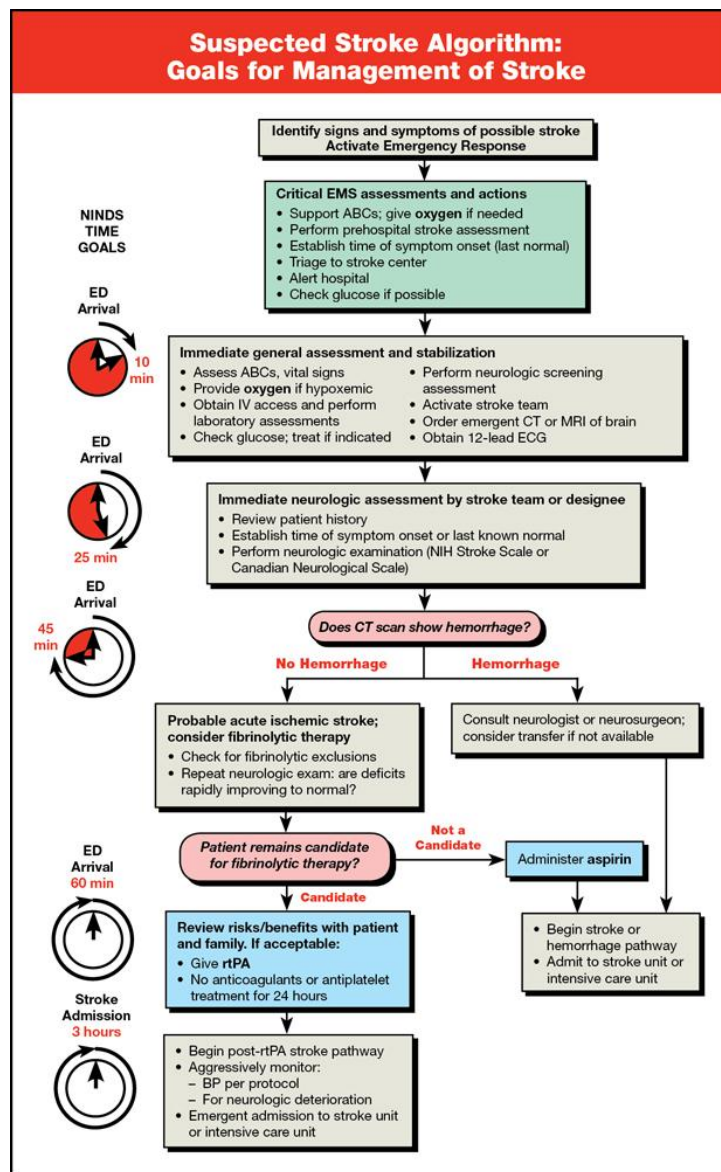 Suspected Stroke Algorithm:
Goals for Management of Stroke
Identify signs and symptoms of possible stroke
Activate Emergency Response
NINDS
TIME
GOALS
Critical EMS assessments and actions
• Support ABCs; give oxygen if needed
• Perform prehospital stroke assessment
• Establish time of symptom onset (last normal)
• Triage to stroke center
• Alert hospital
• Check glucose if possible
ED
Arrival
10
min
Immediate general assessment and stabilization
• Assess ABCs, vital signs
• Provide oxygen if hypoxemic
• Obtain IV access and perform
laboratory assessments
• Check glucose; treat if indicated
• Perform neurologic screening
assessment
• Activate stroke team
• Order emergent CT or MRI of brain
• Obtain 12-lead ECG
ED
Arrival
25 min
Immediate neurologic assessment by stroke team or designee
• Review patient history
• Establish time of symptom onset or last known normal
• Perform neurologic examination (NIH Stroke Scale or
Canadian Neurological Scale)
ED
Arrival
45
min
Does CT scan show hemorrhage?
No Hemorrhage
Hemorrhage
Probable acute ischemic stroke;
consider fibrinolytic therapy
• Check for fibrinolytic exclusions
• Repeat neurologic exam: are deficits
rapidly improving to normal?
Consult neurologist or neurosurgeon;
consider transfer if not available
Patient remains candidate
for fibrinolytic therapy?
Not a
Candidate
Administer aspirin
Candidate
ED
Arrival
60 min
Review risks/benefits with patient
and family. If acceptable:
• Give rtPA
• No anticoagulants or antiplatelet
treatment for 24 hours
• Begin stroke or
hemorrhage pathway
• Admit to stroke unit or
intensive care unit
Stroke
Admission
3 hours
• Begin post-rtPA stroke pathway
• Aggressively monitor:
– BP per protocol
– For neurologic deterioration
• Emergent admission to stroke unit
or intensive care unit